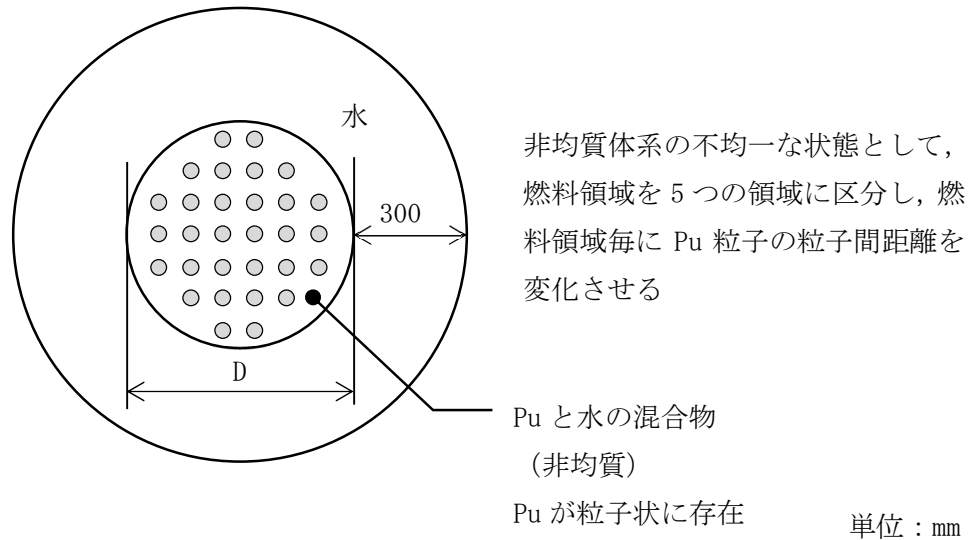 水
非均質体系の不均一な状態として,
燃料領域を 5 つの領域に区分し, 燃
料領域毎に Pu 粒子の粒子間距離を
変化させる
300
D
Pu と水の混合物
（非均質）
Pu が粒子状に存在
単位：mm